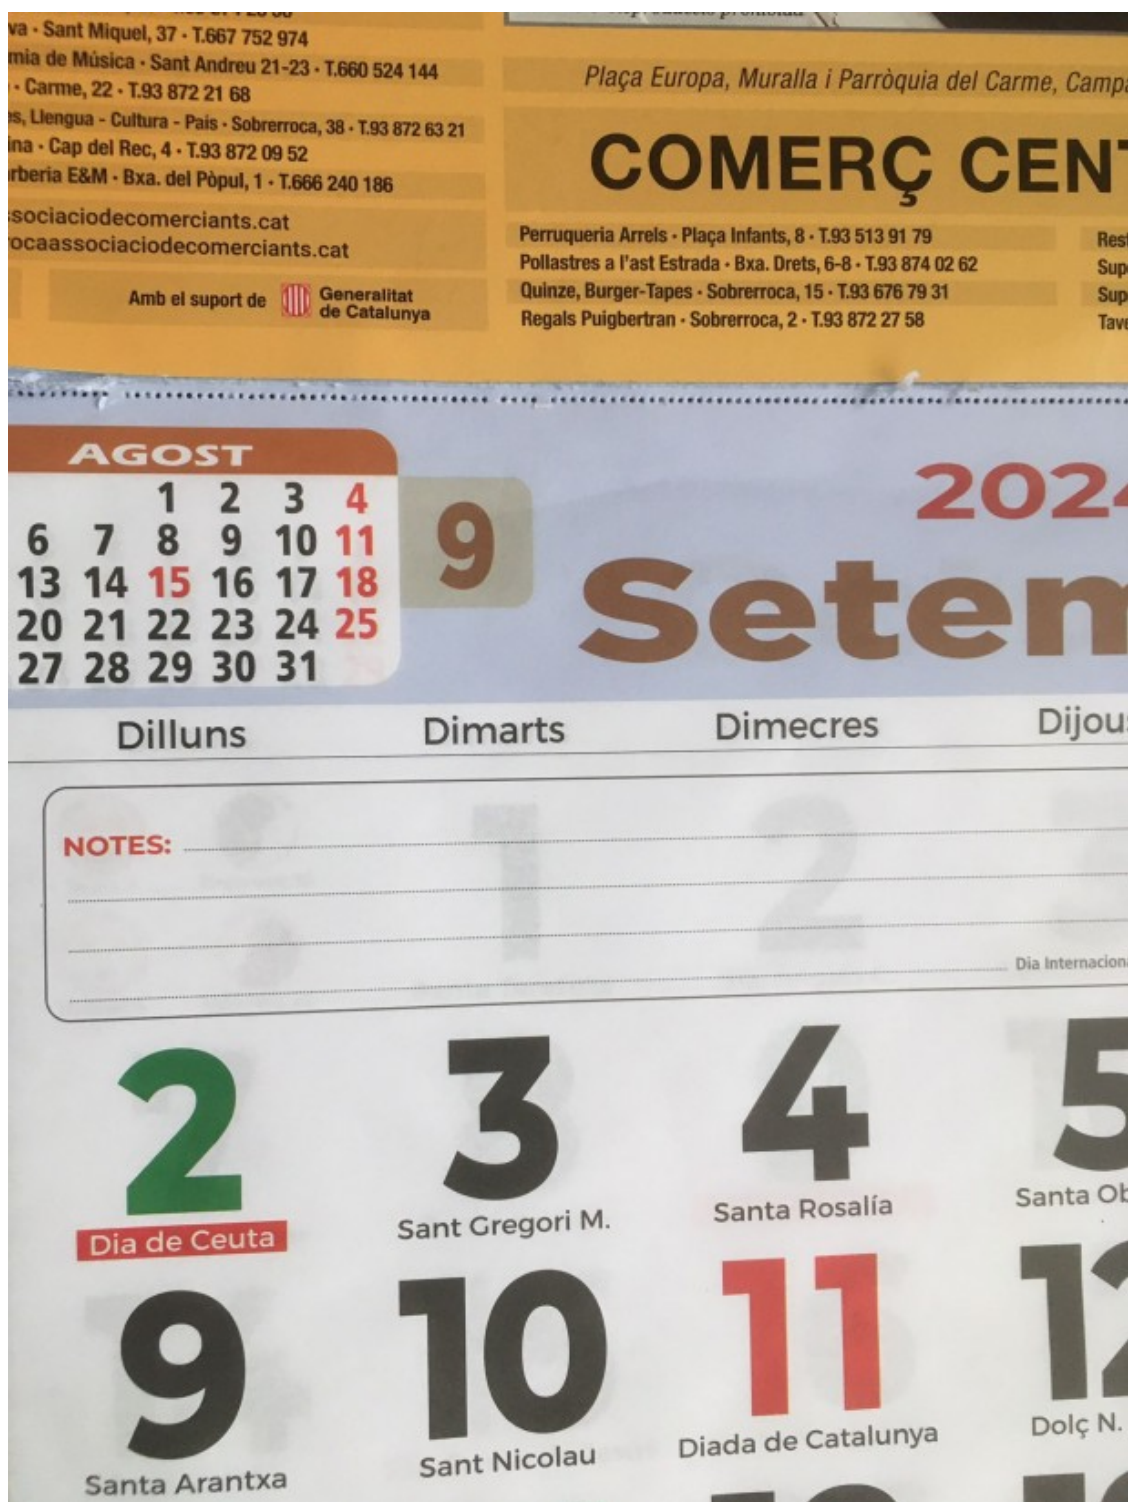 va · Sant Miquel, 37 · T.667 752 974
mia de Música · Sant Andreu 21-23 · T.660 524 144
· Carme, 22 · T.93 872 21 68
s, Llengua - Cultura - País · Sobrerroca, 38 · T.93 872 63 21
ina · Cap del Rec, 4 · T.93 872 09 52
rberia E&M · Bxa. del Pòpul, 1 · T.666 240 186
ssociaciodecomerciants.cat
ocaassociaciodecomerciants.cat
Amb el suport de
Generalitat
de Catalunya
Plaça Europa, Muralla i Parròquia del Carme, Campa
COMERÇ CENT
Perruqueria Arrels · Plaça Infants, 8 · T.93 513 91 79
Pollastres a l'ast Estrada · Bxa. Drets, 6-8 · T.93 874 02 62
Quinze, Burger-Tapes · Sobrerroca, 15 · T.93 676 79 31
Regals Puigbertran · Sobrerroca, 2 · T.93 872 27 58
Rest
Supe
Supe
Tave
AGOST
1 2 3 4
6 7 8 9 10 11
13 14 15 16 17 18
20 21 22 23 24 25
27 28 29 30 31
9
2024
Setem
Dilluns Dimarts Dimecres Dijous
NOTES:
Dia Internaciona
2 3 4 5
Dia de Ceuta Sant Gregori M. Santa Rosalía Santa Ob
9 10 11 12
Santa Arantxa Sant Nicolau Diada de Catalunya Dolç N.